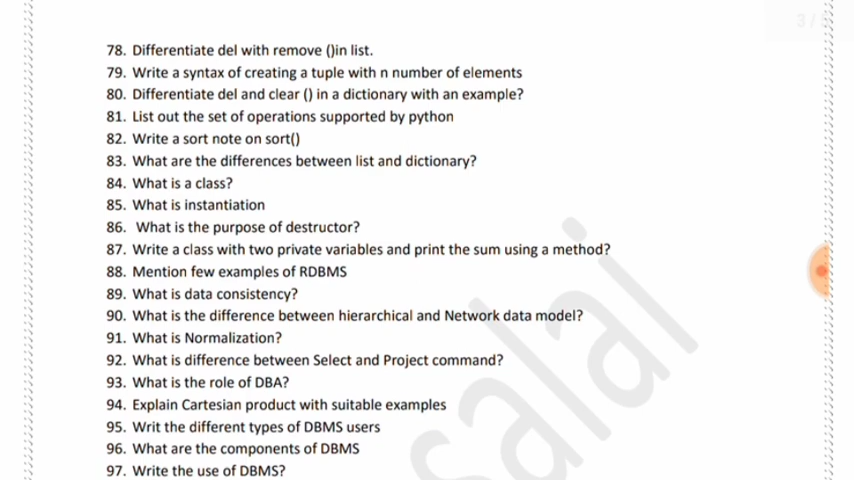 3 / 5
78. Differentiate del with remove ()in list.
79. Write a syntax of creating a tuple with n number of elements
80. Differentiate del and clear () in a dictionary with an example?
81. List out the set of operations supported by python
82. Write a sort note on sort()
83. What are the differences between list and dictionary?
84. What is a class?
85. What is instantiation
86. What is the purpose of destructor?
87. Write a class with two private variables and print the sum using a method?
88. Mention few examples of RDBMS
89. What is data consistency?
90. What is the difference between hierarchical and Network data model?
91. What is Normalization?
92. What is difference between Select and Project command?
93. What is the role of DBA?
94. Explain Cartesian product with suitable examples
95. Writ the different types of DBMS users
96. What are the components of DBMS
97. Write the use of DBMS?
salai